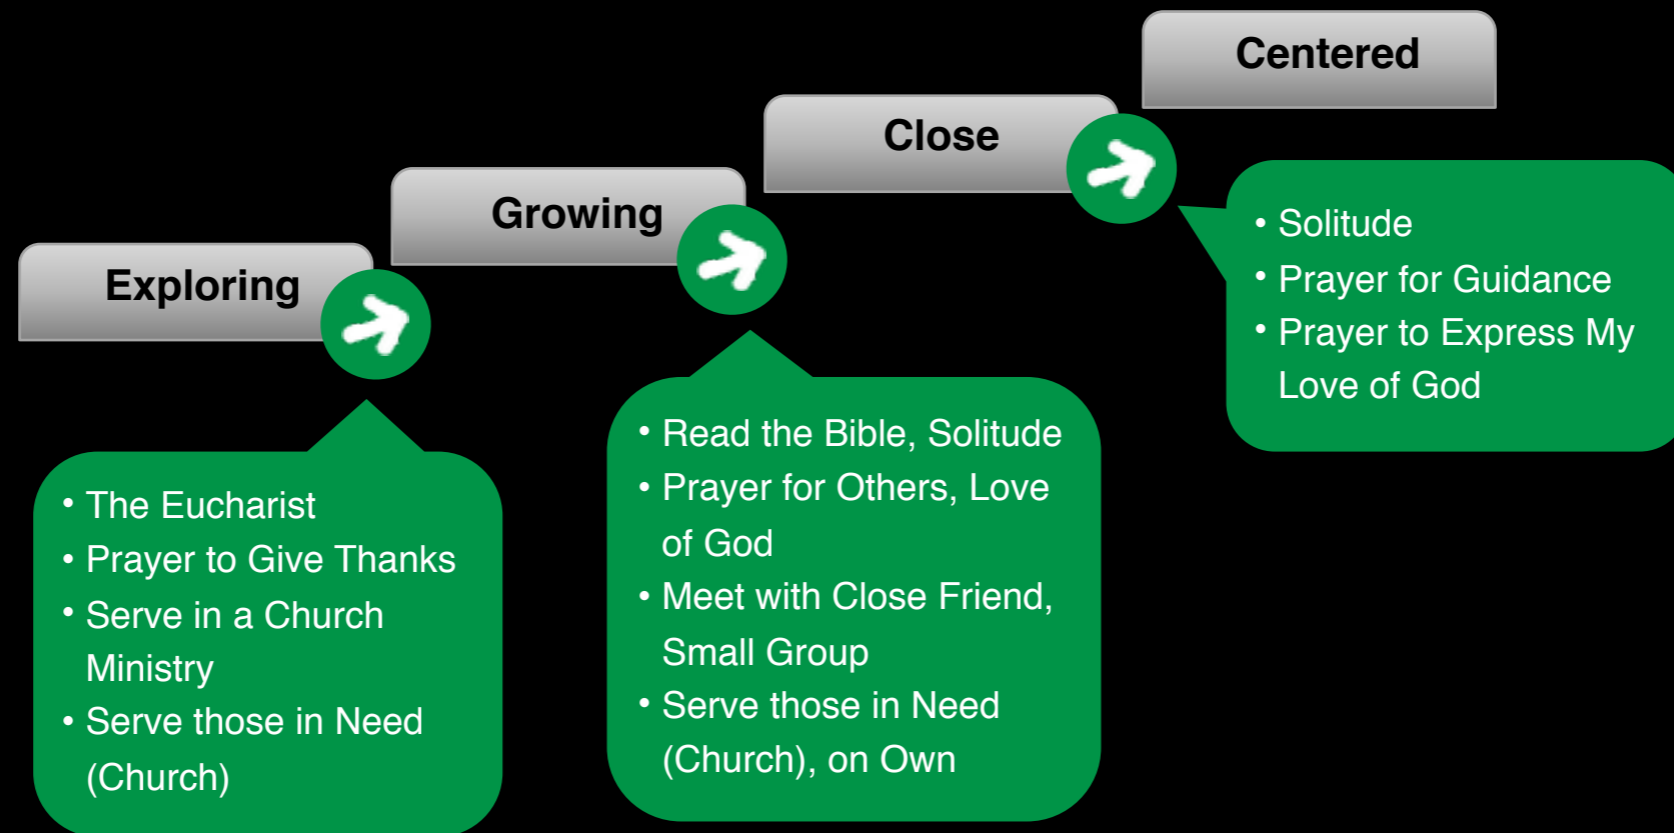 Centered
Close
Growing
Exploring
• Solitude
• Prayer for Guidance
• Prayer to Express My
Love of God
• Read the Bible, Solitude
• Prayer for Others, Love
of God
• Meet with Close Friend,
Small Group
• Serve those in Need
(Church), on Own
• The Eucharist
• Prayer to Give Thanks
• Serve in a Church
Ministry
• Serve those in Need
(Church)